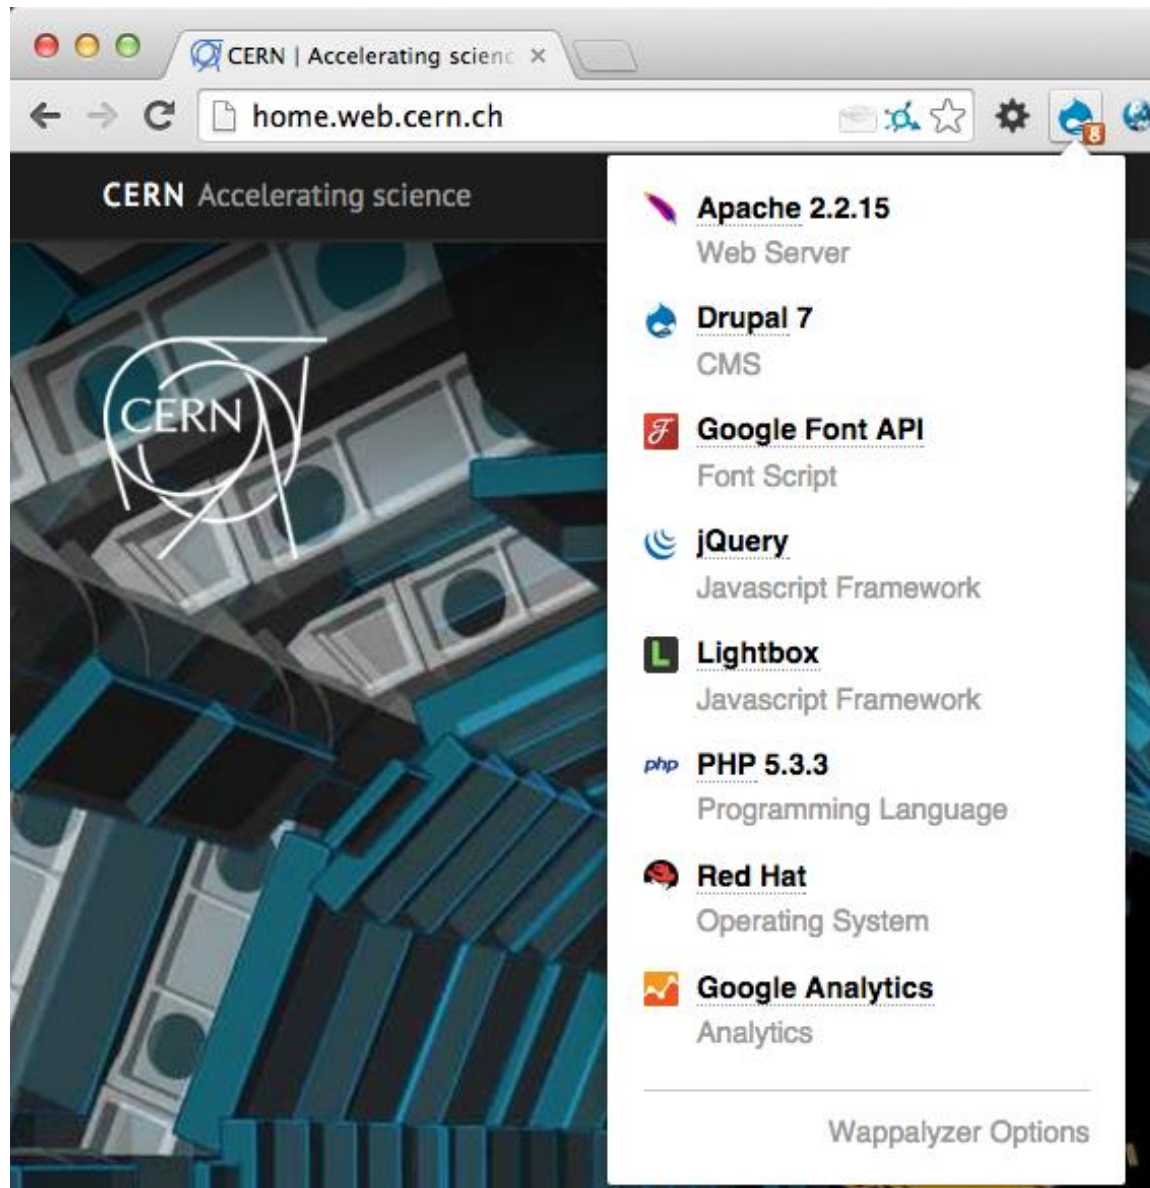 CERN | Accelerating scienc
home.web.cern.ch
8
CERN Accelerating science
CERN
Apache 2.2.15
Web Server
Drupal 7
CMS
Google Font API
Font Script
jQuery
Javascript Framework
L
Lightbox
Javascript Framework
php
PHP 5.3.3
Programming Language
Red Hat
Operating System
Google Analytics
Analytics
Wappalyzer Options